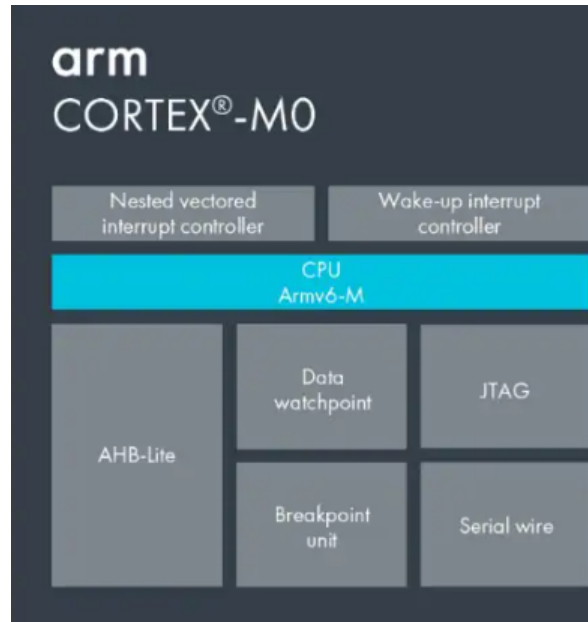 arm
CORTEX®-M0
Nested vectored
interrupt controller
Wake-up interrupt
controller
CPU
Armv6-M
AHB-Lite
Data
watchpoint
JTAG
Breakpoint
unit
Serial wire